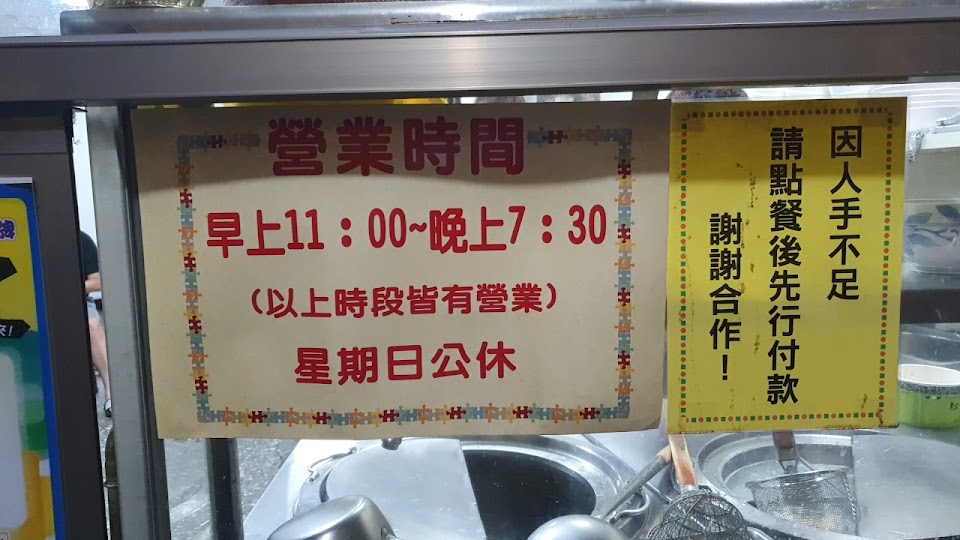 營業時間
早上11：00~晚上7：30
（以上時段皆有營業）
星期日公休
因人手不足
請點餐後先行付款
謝謝合作！
來！